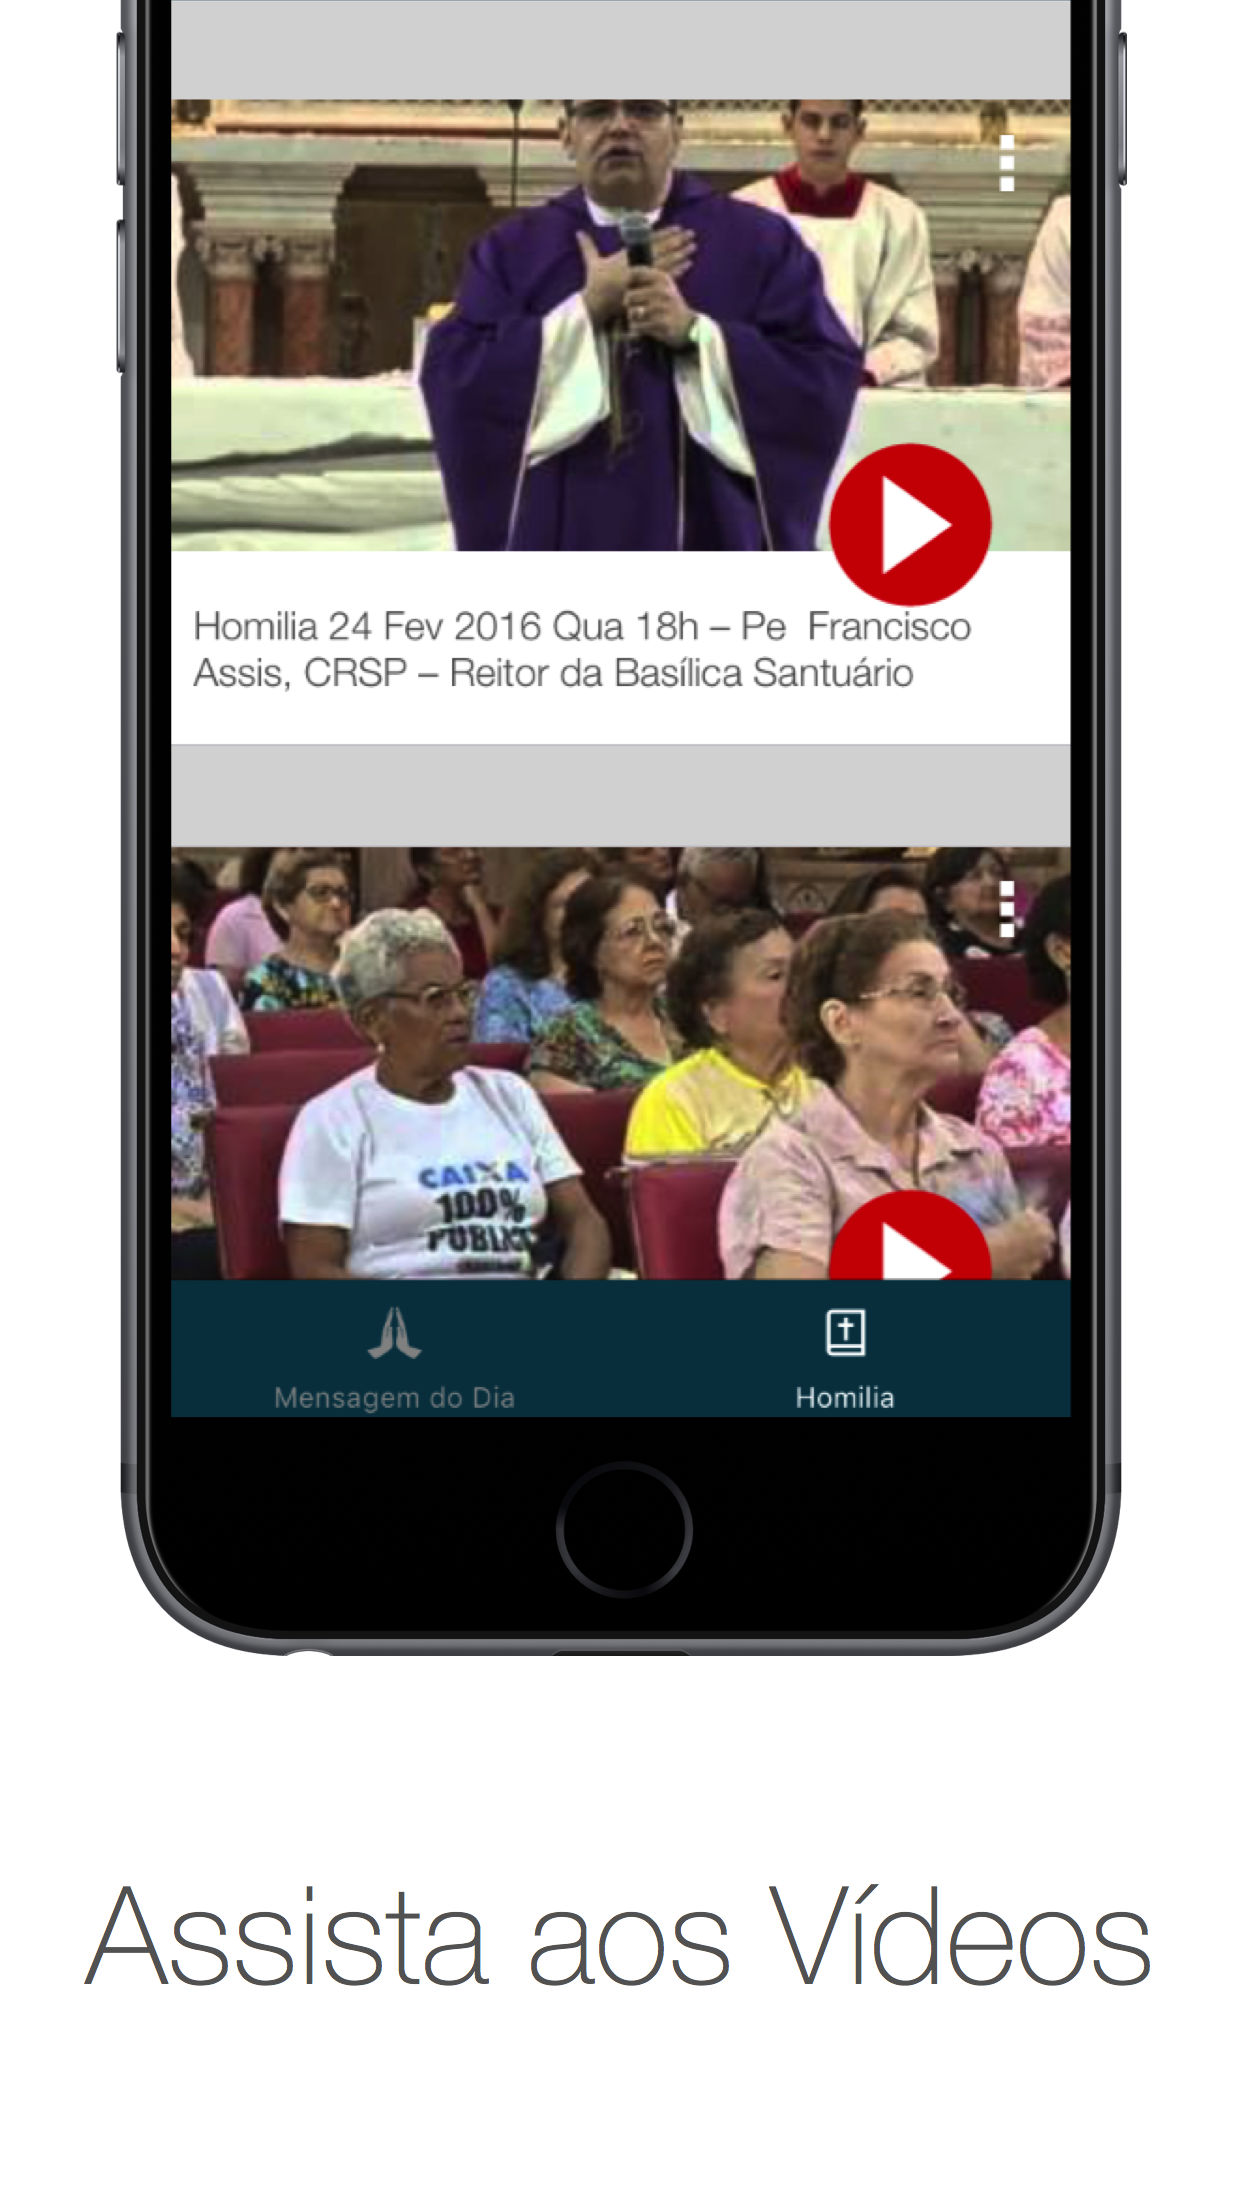 Homilia 24 Fev 2016 Qua 18h – Pe Francisco
Assis, CRSP – Reitor da Basílica Santuário
CAIXA
100%
PUBLICA
Mensagem do Dia
Homilia
Assista aos Vídeos